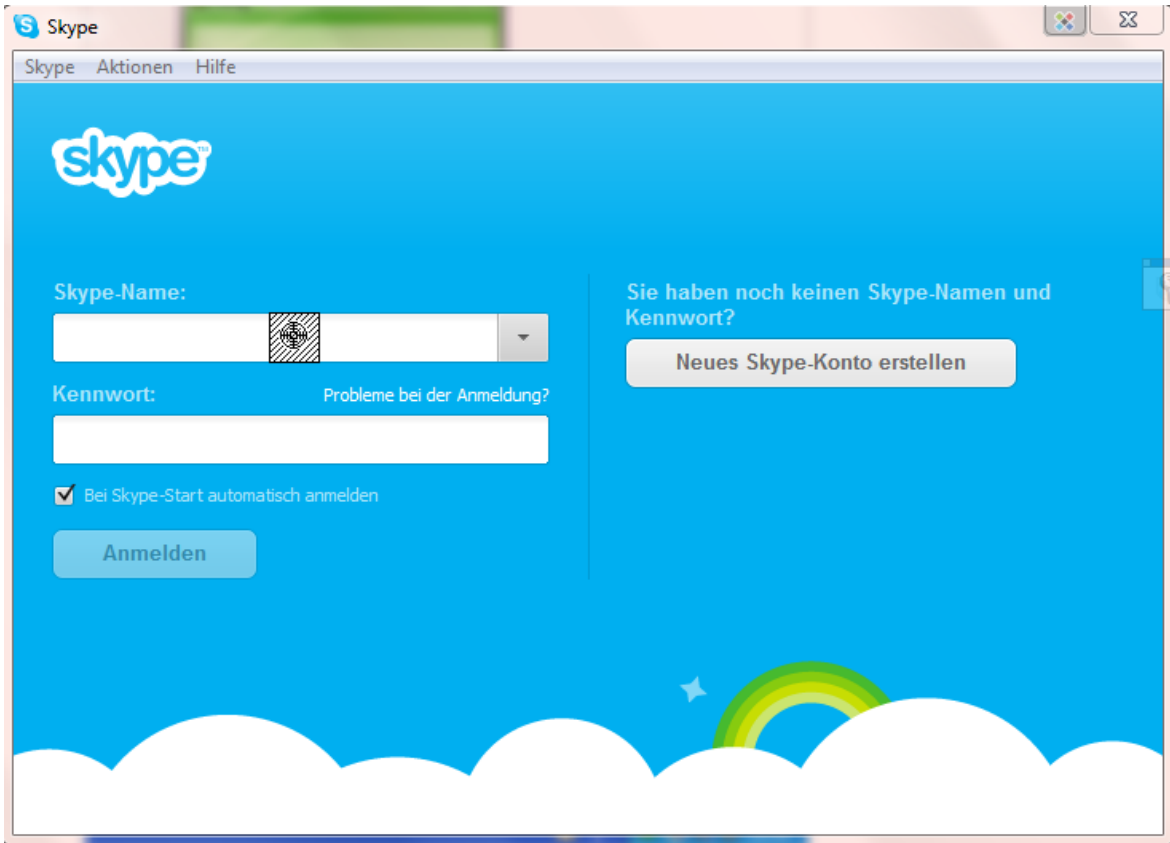 Skype
Skype Aktionen Hilfe
skype™
Skype-Name:
Kennwort:
Probleme bei der Anmeldung?
Bei Skype-Start automatisch anmelden
Anmelden
Sie haben noch keinen Skype-Namen und
Kennwort?
Neues Skype-Konto erstellen